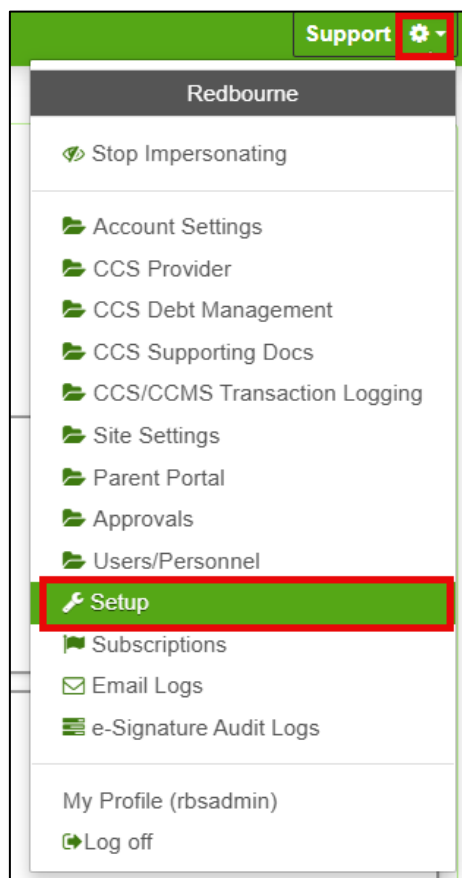 Support
Redbourne
Stop Impersonating
Account Settings
CCS Provider
CCS Debt Management
CCS Supporting Docs
CCS/CCMS Transaction Logging
Site Settings
Parent Portal
Approvals
Users/Personnel
Setup
Subscriptions
Email Logs
e-Signature Audit Logs
My Profile (rbsadmin)
Log off